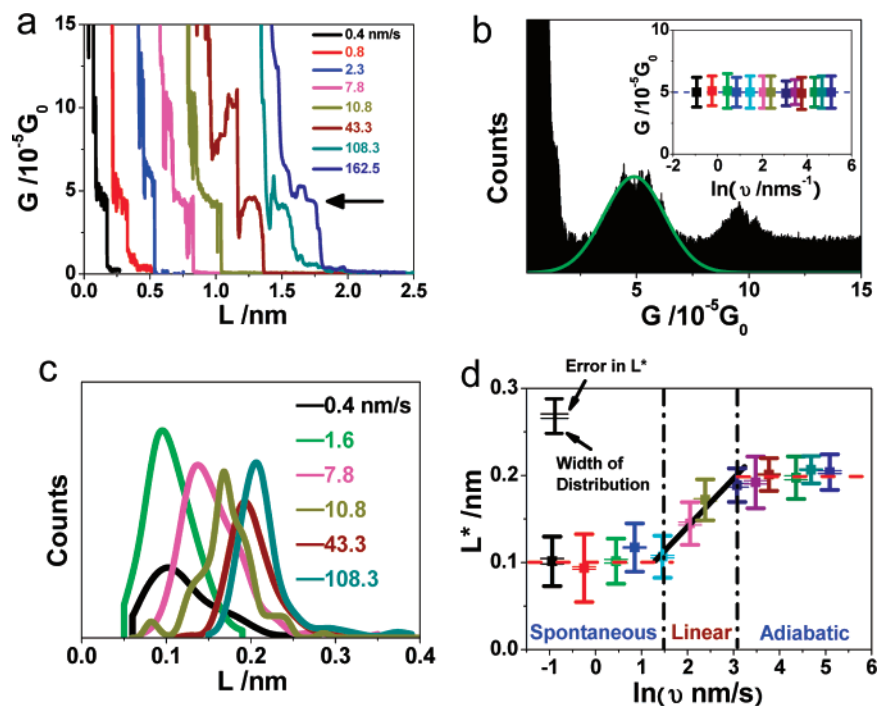 a
15
10
5
0
G /10⁻⁵G₀
0.4 nm/s
0.8
2.3
7.8
10.8
43.3
108.3
162.5
0.0 0.5 1.0 1.5 2.0 2.5
L /nm
b
Counts
15
10
5
0
G /10⁻⁵G₀
-2 0 2 4 6
ln(υ /nms⁻¹)
5 10 15
G /10⁻⁵G₀
c
Counts
0.4 nm/s
1.6
7.8
10.8
43.3
108.3
0.0 0.1 0.2 0.3 0.4
L /nm
d
0.3
0.2
0.1
0.0
L* /nm
Error in L*
Width of
Distribution
Spontaneous Linear Adiabatic
-1 0 1 2 3 4 5 6
ln(υ nm/s)